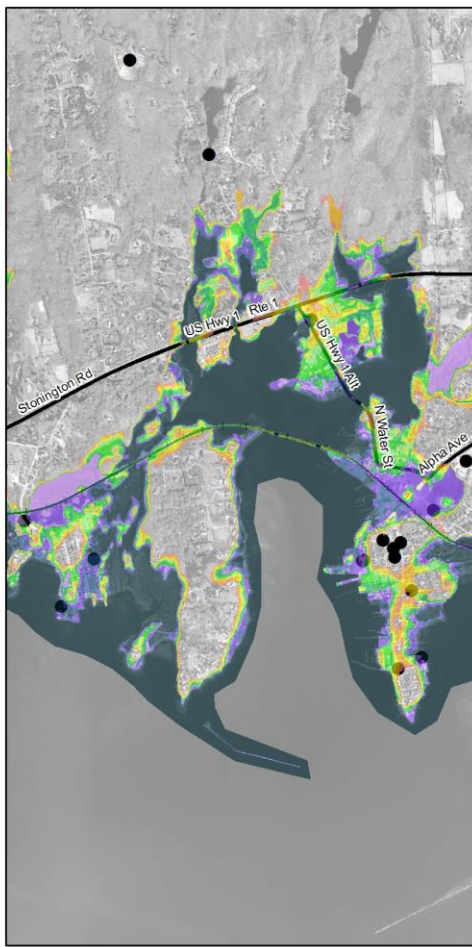 US Hwy 1 Rte 1
US Hwy 1 Alt
Stonington Rd
N Water St
Alpha Ave